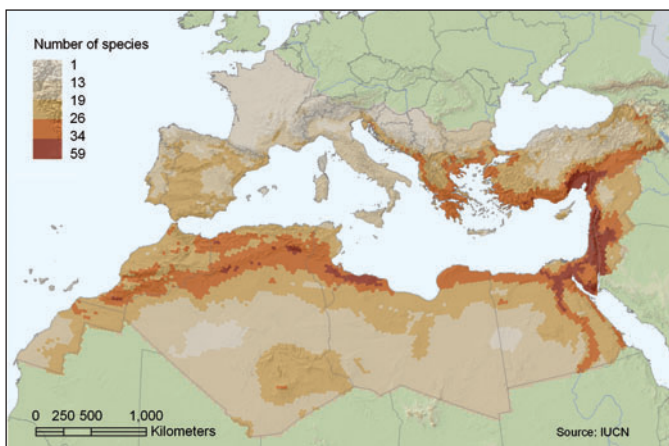 Number of species
1
13
19
26
34
59
0 250 500 1,000
Kilometers
Source: IUCN